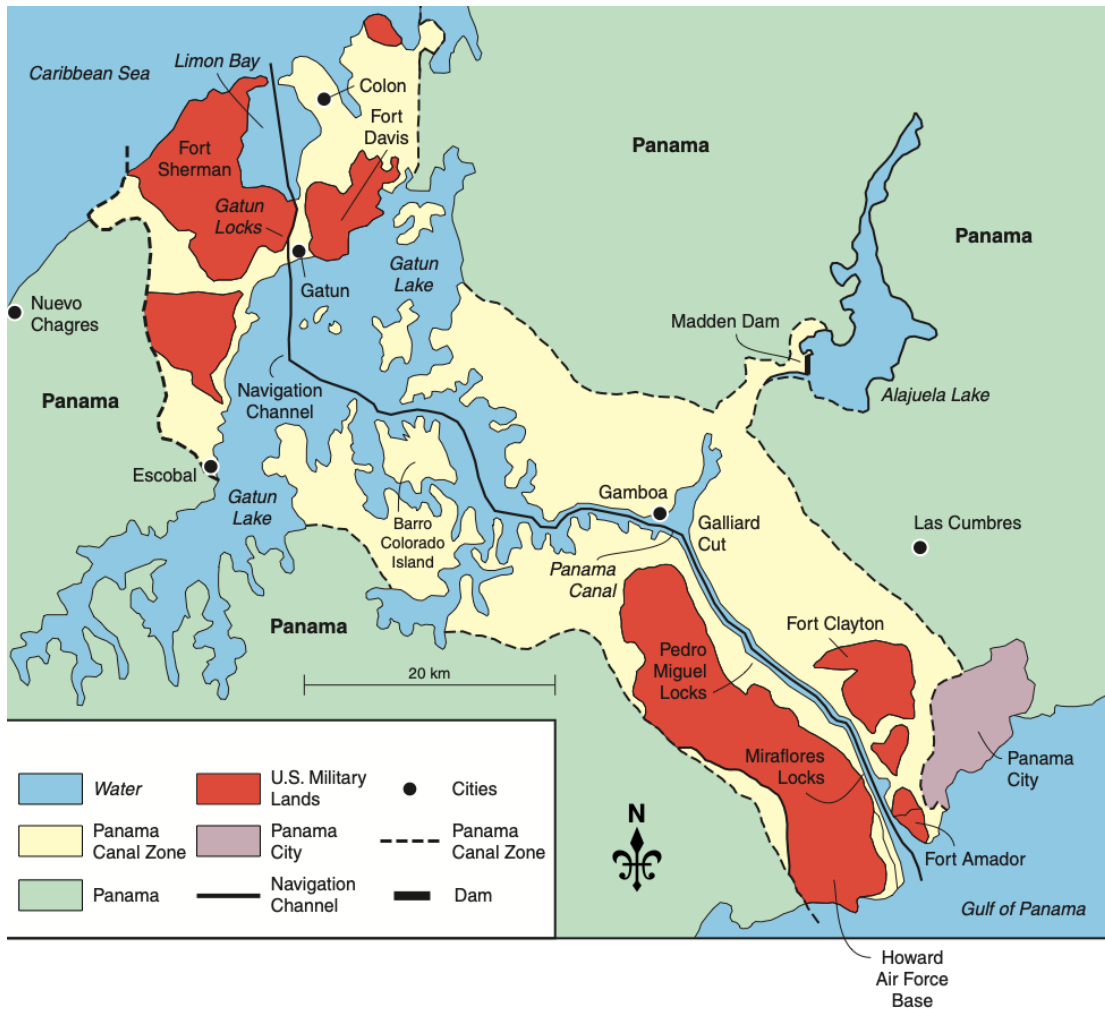 Caribbean Sea
Limon Bay
Colon
Fort
Davis
Fort
Sherman
Gatun
Locks
Panama
Panama
Gatun
Lake
Gatun
Nuevo
Chagres
Madden Dam
Panama
Navigation
Channel
Alajuela Lake
Escobal
Gatun
Lake
Barro
Colorado
Island
Gamboa
Galliard
Cut
Las Cumbres
Panama
Canal
Panama
Fort Clayton
Pedro
Miguel
Locks
20 km
Miraflores
Locks
Panama
City
Fort Amador
Gulf of Panama
Howard
Air Force
Base
N
Water
U.S. Military
Lands
Cities
Panama
Canal Zone
Panama
City
Panama
Canal Zone
Panama
Navigation
Channel
Dam